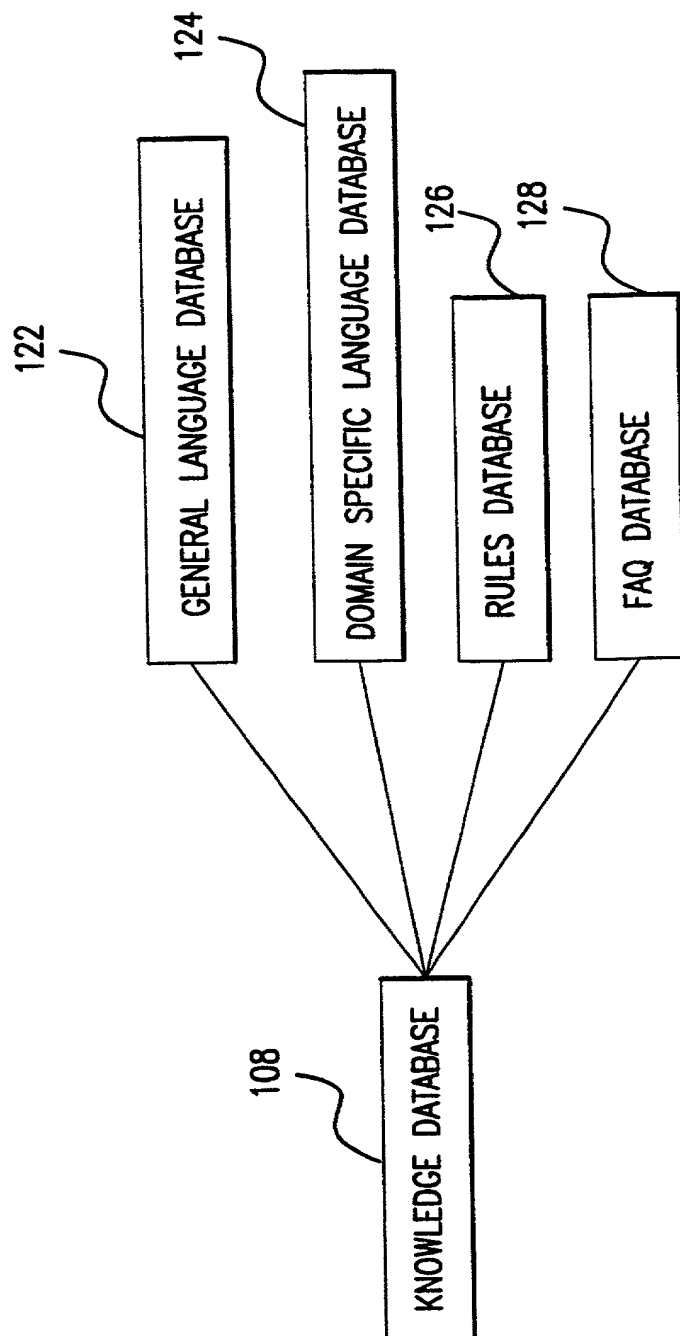 122
GENERAL LANGUAGE DATABASE
124
DOMAIN SPECIFIC LANGUAGE DATABASE
108
KNOWLEDGE DATABASE
126
RULES DATABASE
128
FAQ DATABASE